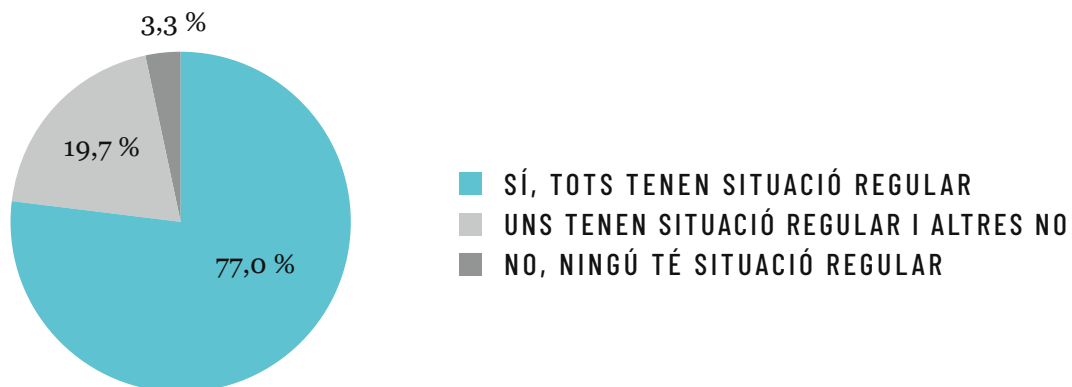 3,3 %
19,7 %
77,0 %
SÍ, TOTS TENEN SITUACIÓ REGULAR
UNS TENEN SITUACIÓ REGULAR I ALTRES NO
NO, NINGÚ TÉ SITUACIÓ REGULAR